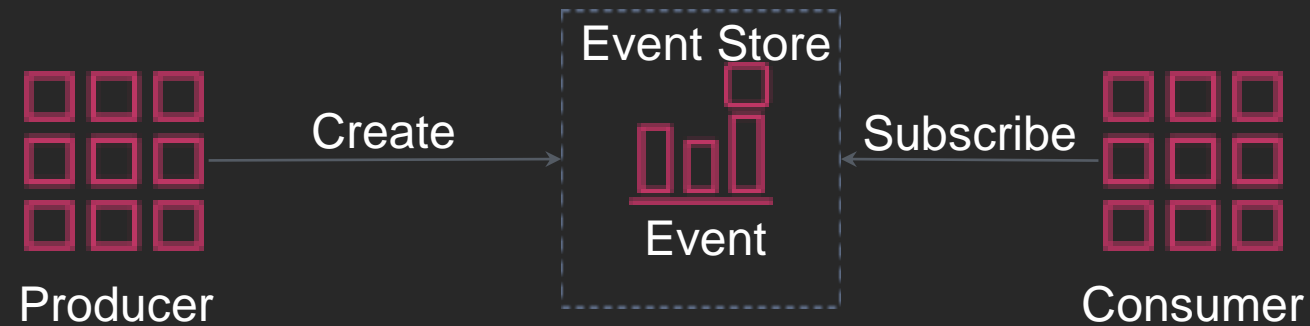 Event Store
Create
Subscribe
Event
Producer
Consumer